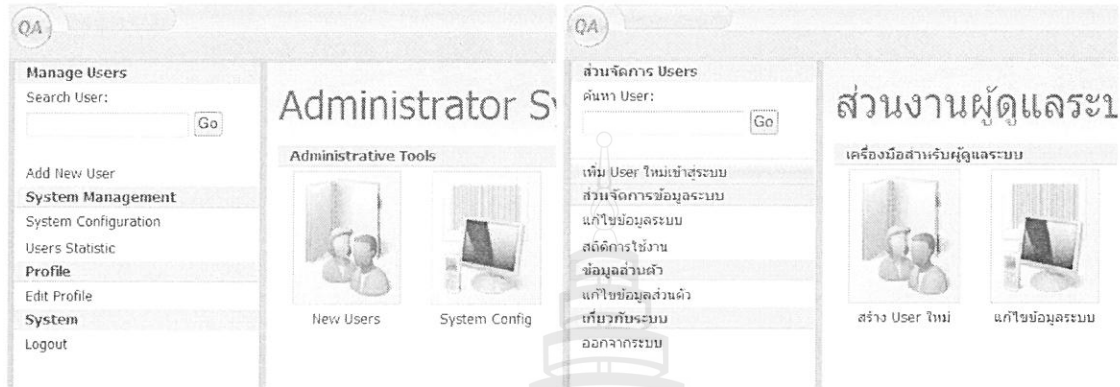 QA
Manage Users
Search User:
Go
Add New User
System Management
System Configuration
Users Statistic
Profile
Edit Profile
System
Logout
Administrator
Administrative Tools
New Users
System Config
QA
ส่วนจัดการ Users
ค้นหา User:
Go
เพิ่ม User ใหม่เข้าสู่ระบบ
ส่วนจัดการข้อมูลระบบ
แก้ไขข้อมูลระบบ
สถิติการใช้งาน
ข้อมูลส่วนตัว
แก้ไขข้อมูลส่วนตัว
เกี่ยวกับระบบ
ออกจากระบบ
ส่วนงานผู้ดูแลระบ
เครื่องมือสำหรับผู้ดูแลระบบ
สร้าง User ใหม่
แก้ไขข้อมูลระบบ